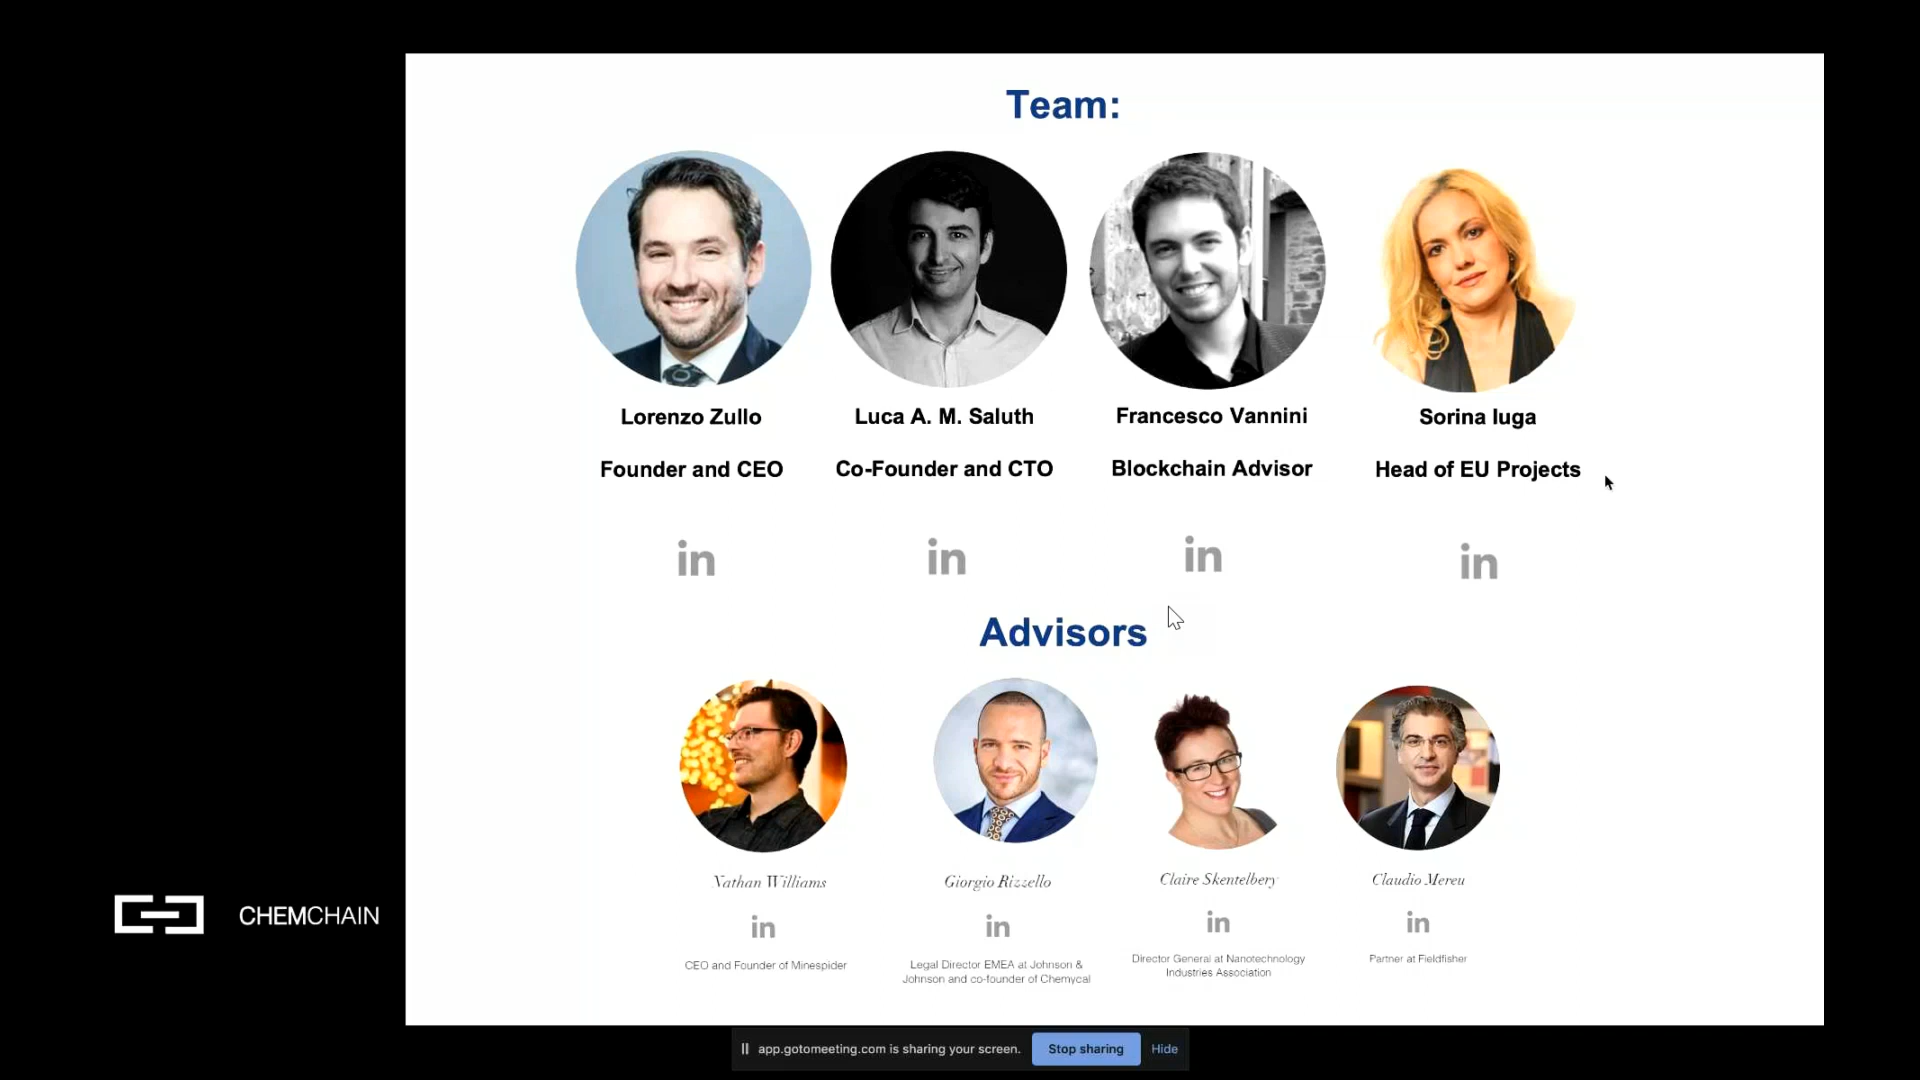 Team:
Lorenzo Zullo
Luca A. M. Saluth
Francesco Vannini
Sorina Iuga
Founder and CEO
Co-Founder and CTO
Blockchain Advisor
Head of EU Projects
in
in
in
in
Advisors
Nathan Williams
Giorgio Rizzello
Claire Skentelbery
Claudio Mereu
in
in
in
in
CEO and Founder of Minespider
Legal Director EMEA at Johnson &
Johnson and co-founder of Chemycal
Director General at Nanotechnology
Industries Association
Partner at Fieldfisher
CHEMCHAIN
app.gotomeeting.com is sharing your screen.
Stop sharing
Hide